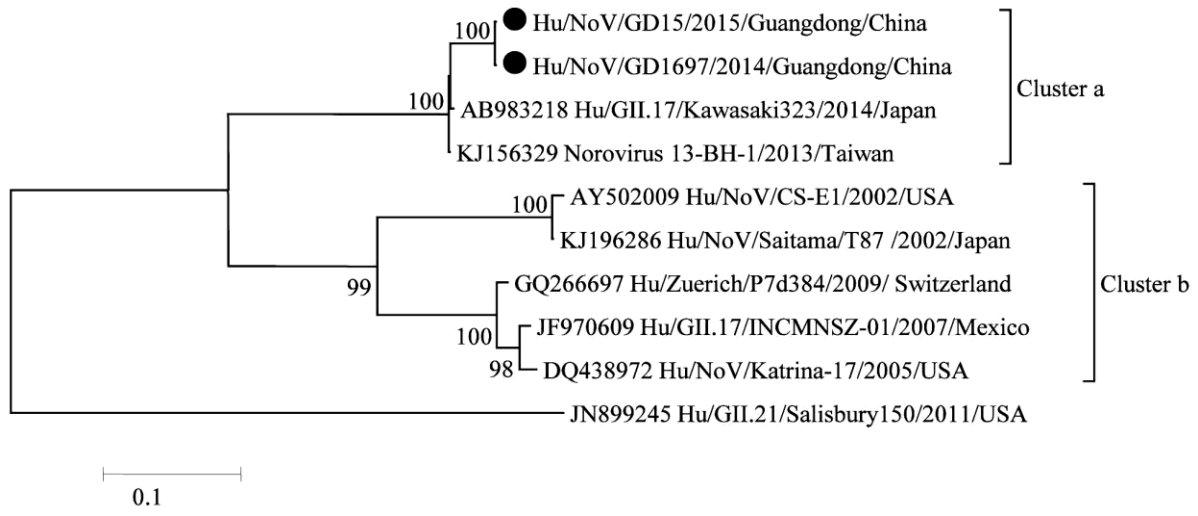 100
Hu/NoV/GD15/2015/Guangdong/China
Hu/NoV/GD1697/2014/Guangdong/China
Cluster a
100
AB983218 Hu/GII.17/Kawasaki323/2014/Japan
KJ156329 Norovirus 13-BH-1/2013/Taiwan
100
AY502009 Hu/NoV/CS-E1/2002/USA
KJ196286 Hu/NoV/Saitama/T87 /2002/Japan
99
GQ266697 Hu/Zuerich/P7d384/2009/ Switzerland
Cluster b
100
JF970609 Hu/GII.17/INCMNSZ-01/2007/Mexico
98
DQ438972 Hu/NoV/Katrina-17/2005/USA
JN899245 Hu/GII.21/Salisbury150/2011/USA
0.1